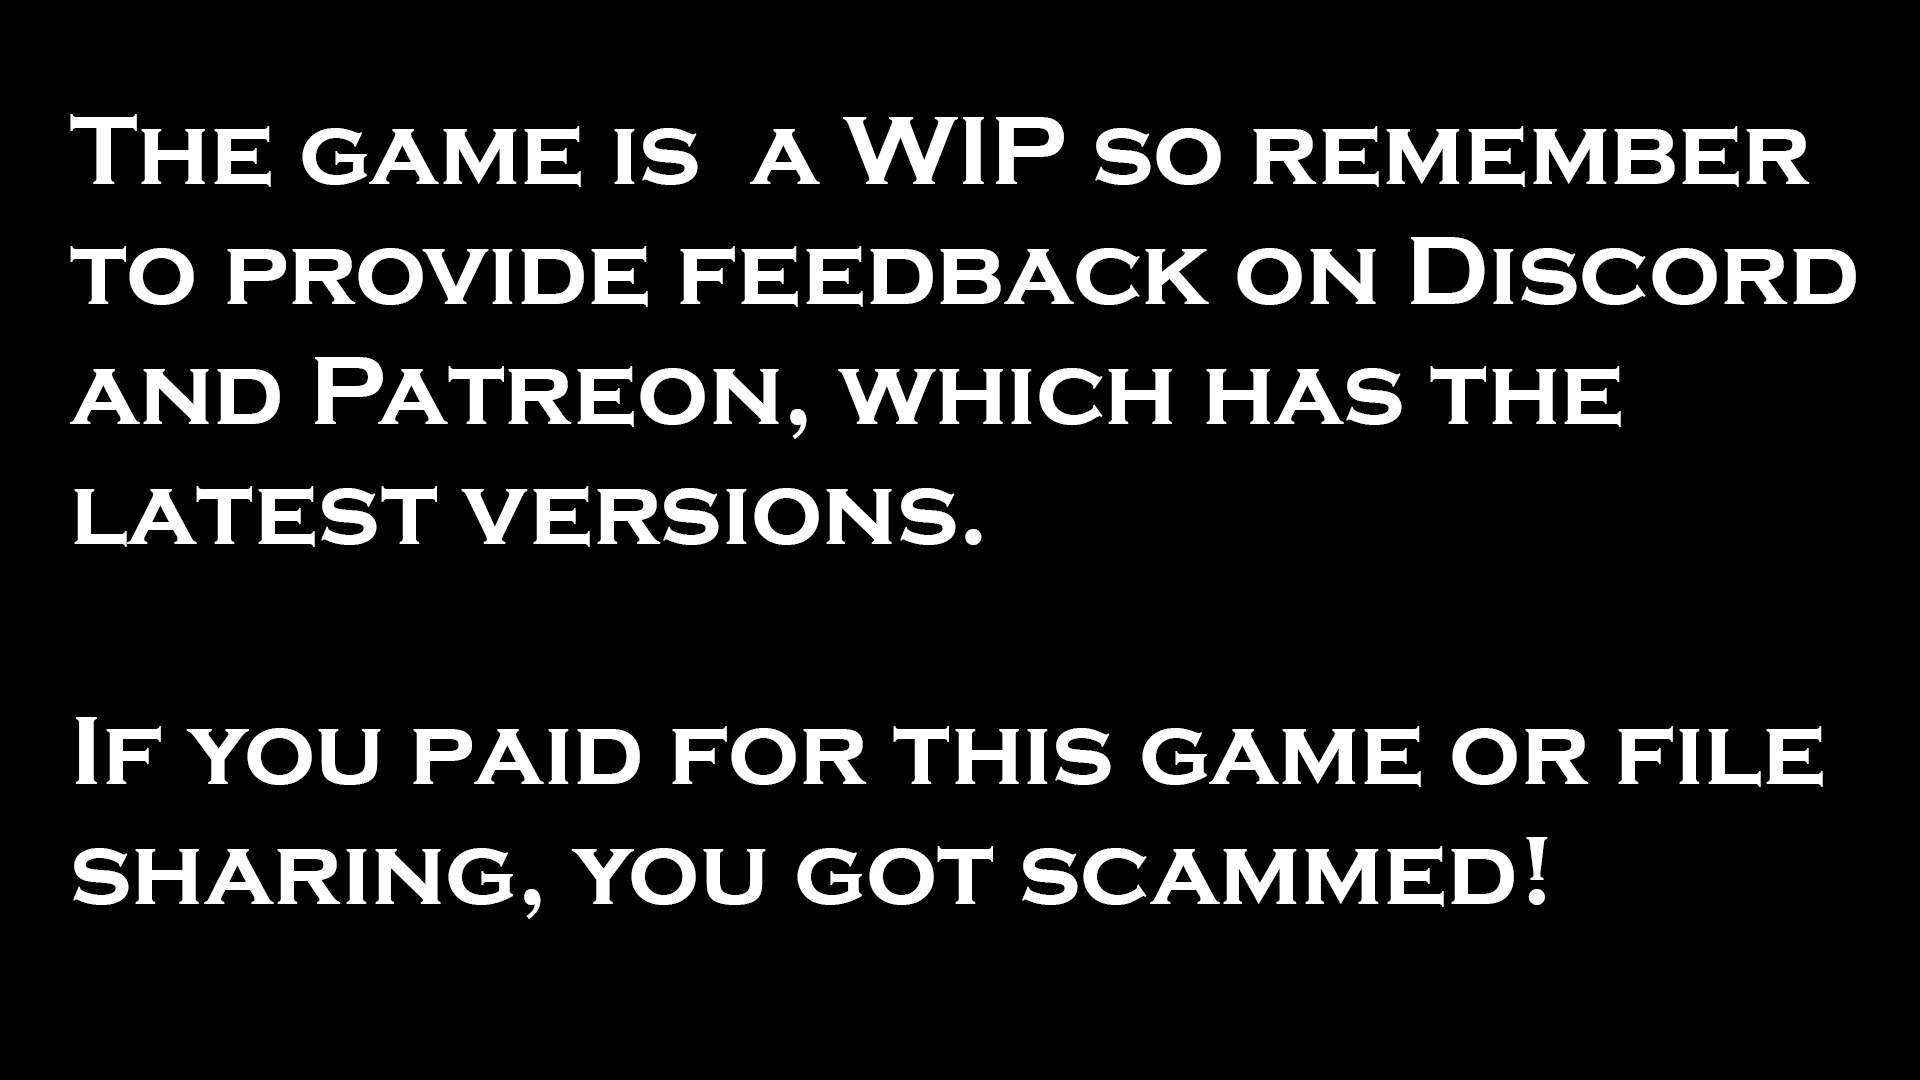 The game is  a WIP so remember
to provide feedback on Discord
and Patreon, which has the
latest versions.
If you paid for this game or file
sharing, you got scammed!